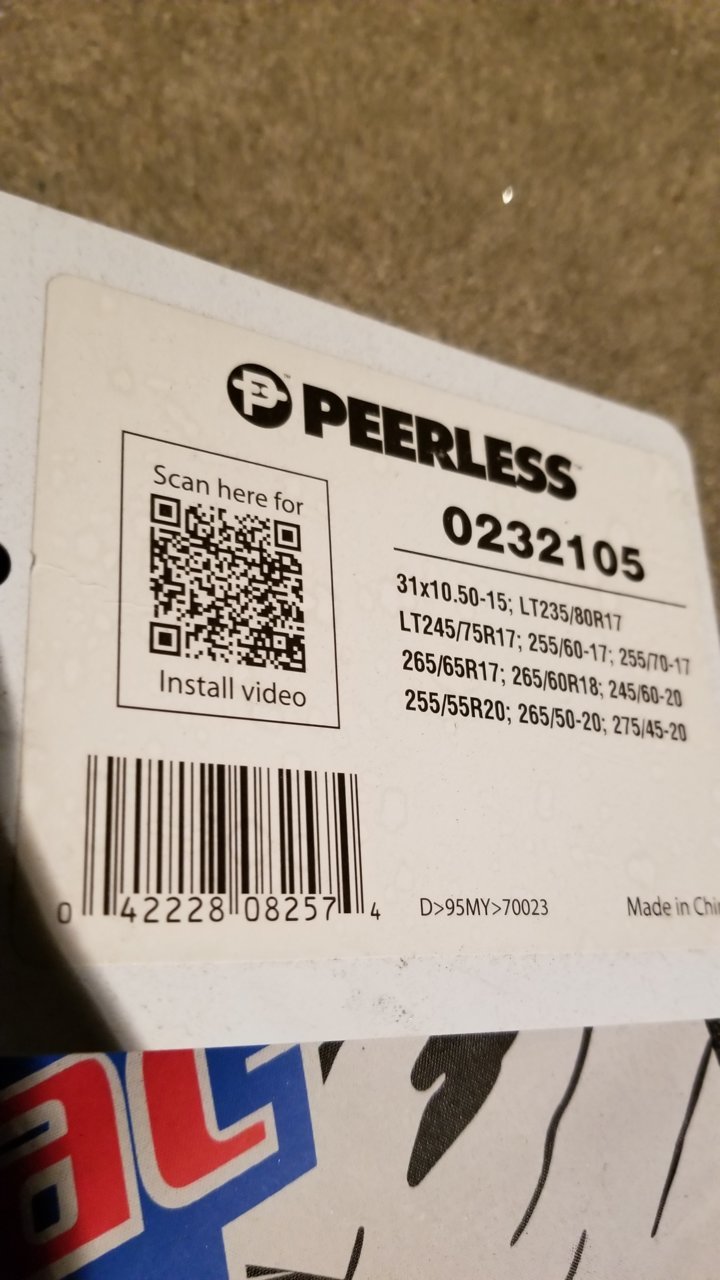 PEERLESS™
Scan here for
Install video
0232105
31x10.50-15; LT235/80R17
LT245/75R17; 255/60-17; 255/70-17
265/65R17; 265/60R18; 245/60-20
255/55R20; 265/50-20; 275/45-20
0 42228 08257 4
D>95MY>70023
Made in Chi